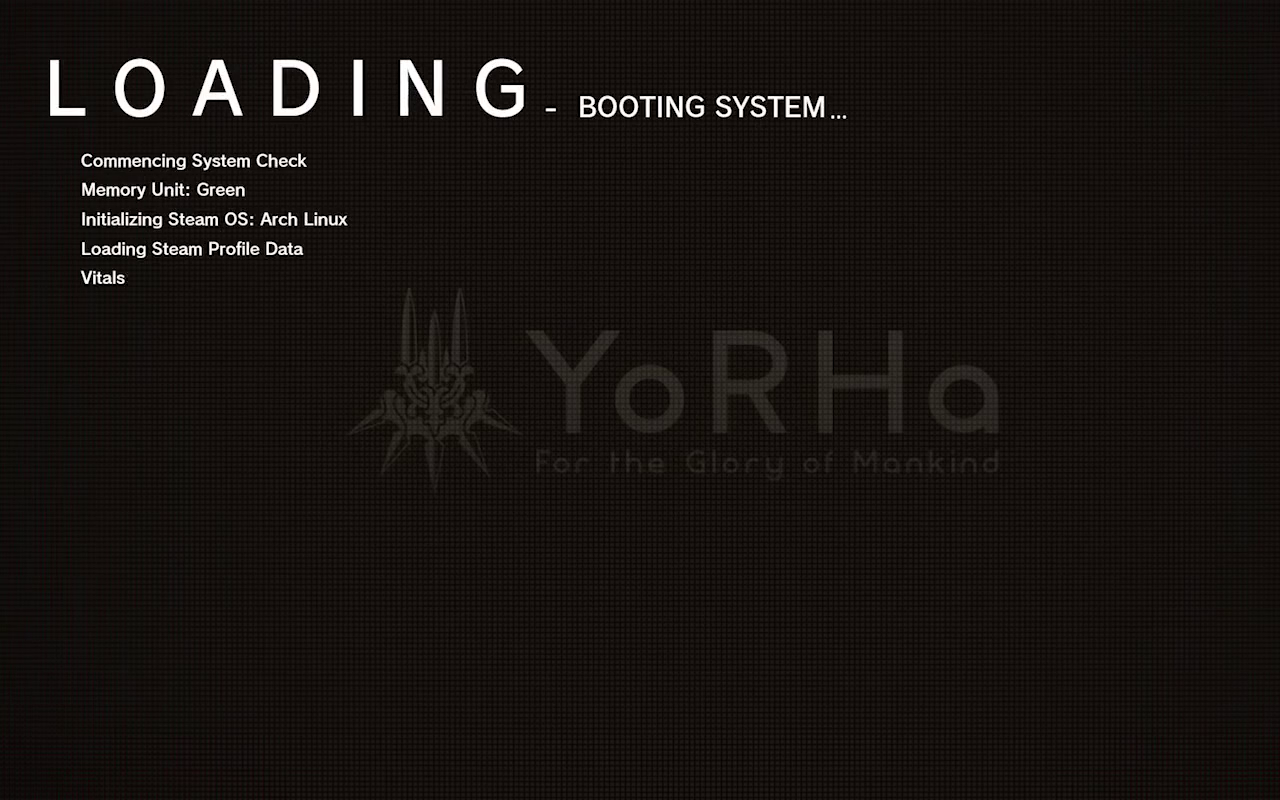 LOADING - BOOTING SYSTEM...
Commencing System Check
Memory Unit: Green
Initializing Steam OS: Arch Linux
Loading Steam Profile Data
Vitals
YoRHa
For the Glory of Mankind